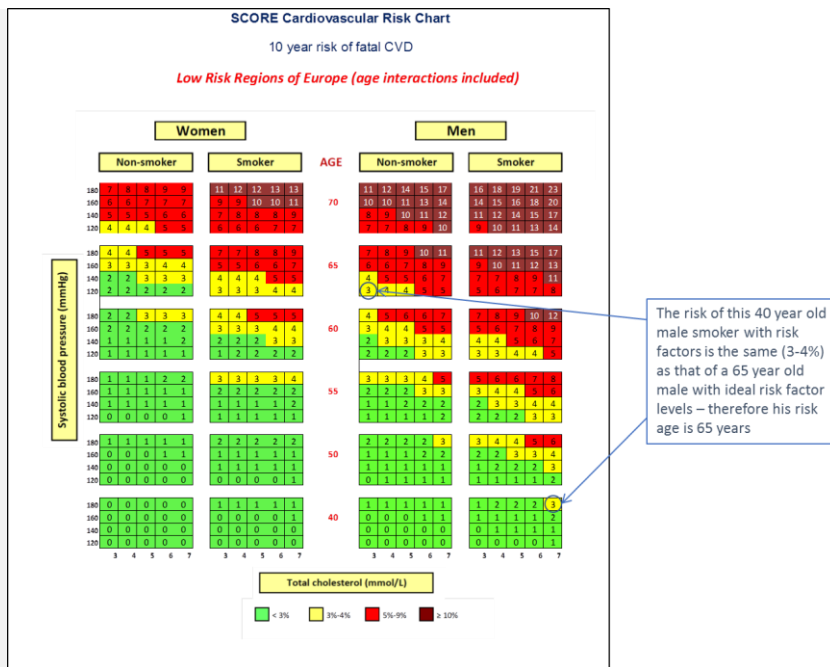 SCORE Cardiovascular Risk Chart
10 year risk of fatal CVD
Low Risk Regions of Europe (age interactions included)
Women Men
Non-smoker Smoker AGE Non-smoker Smoker
Systolic blood pressure (mmHg)
180 7 8 8 9 9 11 12 12 13 13 11 12 14 15 17 16 18 19 21 23
160 6 6 7 7 7 9 9 10 10 11 70 10 10 11 13 14 14 15 16 18 20
140 5 5 5 6 6 7 8 8 8 9 8 9 10 11 12 11 12 14 15 17
120 4 4 4 5 5 6 6 6 7 7 7 7 8 9 10 9 10 13 14
180 4 4 5 5 5 7 7 8 8 9 7 8 9 10 11 11 12 13 15 17
160 3 3 3 4 4 5 5 6 6 7 65 6 6 7 8 9 9 10 11 12 13
140 2 2 3 3 3 4 4 4 5 5 4 5 5 6 7 7 7 8 9 11
120 2 2 2 2 2 3 3 3 4 4 3 4 4 5 5 5 6 7 8
180 2 2 3 3 3 4 4 5 5 5 4 5 6 7 7 8 9 10 12
160 2 2 2 2 2 3 3 3 4 4 60 3 4 4 5 5 5 6 7 8 9
140 1 1 1 1 2 2 2 2 3 3 2 3 3 3 4 4 4 5 6 7
120 1 1 1 1 1 1 2 2 2 2 2 2 2 3 3 3 3 4 4 5
180 1 1 1 2 2 3 3 3 3 4 3 3 3 4 5 5 5 6 7 8
160 1 1 1 1 1 2 2 2 2 3 55 2 2 2 3 3 3 4 4 5 6
140 1 1 1 1 1 1 1 1 2 2 1 1 2 2 2 2 3 3 4 4
120 0 0 0 0 1 1 1 1 1 1 1 1 1 1 2 2 2 2 3 3
180 1 1 1 1 1 2 2 2 2 2 2 2 2 2 3 3 4 4 5 6
160 0 0 0 1 1 1 1 1 1 1 50 1 1 1 2 2 2 2 3 3 4
140 0 0 0 0 0 1 1 1 1 1 1 1 1 1 1 1 2 2 2 3
120 0 0 0 0 0 1 1 1 1 1 1 1 1 1 1 1 1 1 2 2
180 0 0 0 0 0 1 1 1 1 1 1 1 1 1 1 1 2 2 2 3
160 0 0 0 0 0 0 0 0 0 1 40 0 0 0 1 1 1 1 1 1 2
140 0 0 0 0 0 0 0 0 0 0 0 0 0 0 0 0 1 1 1 1
120 0 0 0 0 0 0 0 0 0 0 0 0 0 0 0 0 0 0 0 1
3 4 5 6 7 3 4 5 6 7 3 4 5 6 7 3 4 5 6 7
Total cholesterol (mmol/L)
< 3% 3%-4% 5%-9% ≥ 10%
The risk of this 40 year old
male smoker with risk
factors is the same (3-4%)
as that of a 65 year old
male with ideal risk factor
levels – therefore his risk
age is 65 years